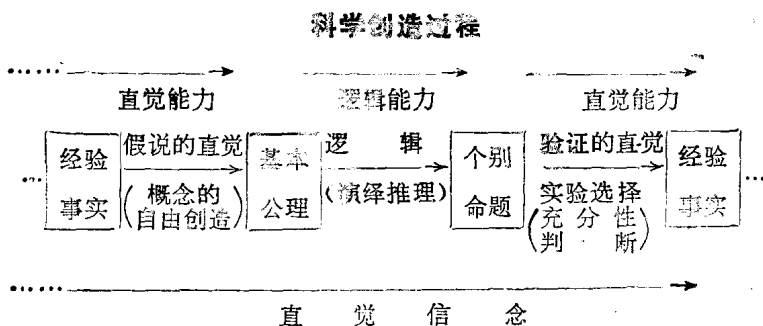 科学创造过程
直觉能力 逻辑能力 直觉能力
经验 假说的直觉 基本 逻辑 个别 验证的直觉 经验
事实 (概念的自由创造) 公理 (演绎推理) 命题 实验选择(充分性判断) 事实
直觉信念